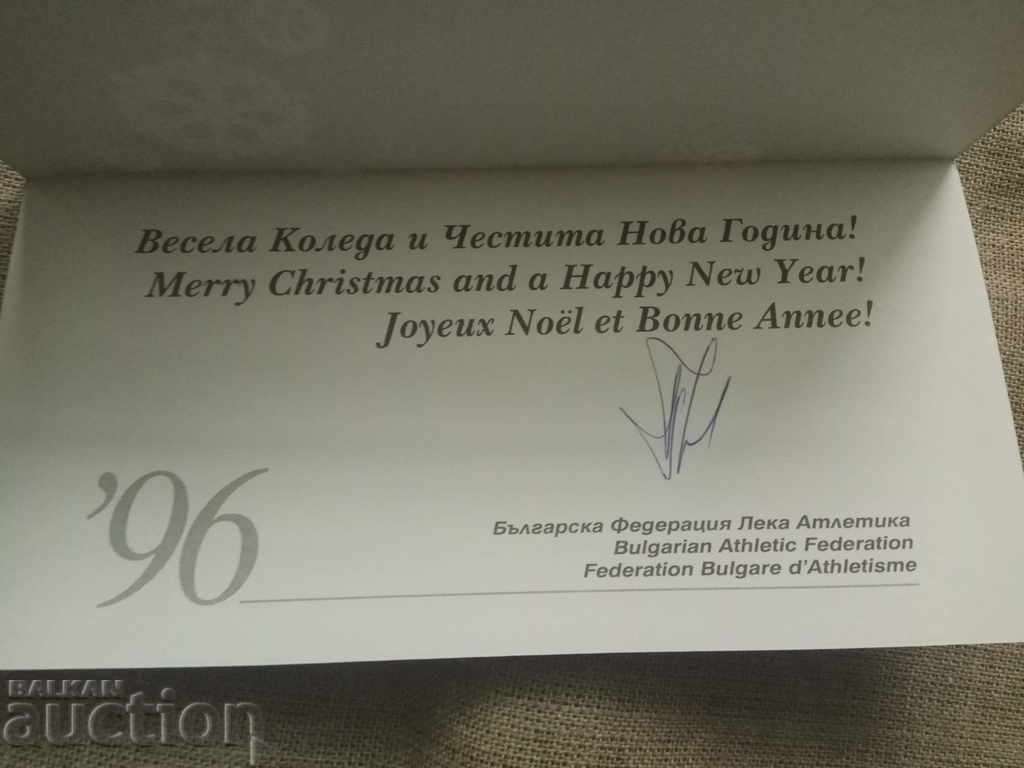 Весела Коледа и Честита Нова Година!
Merry Christmas and a Happy New Year!
Joyeux Noël et Bonne Annee!
'96
Българска Федерация Лека Атлетика
Bulgarian Athletic Federation
Federation Bulgare d'Athletisme
BALKAN
auction